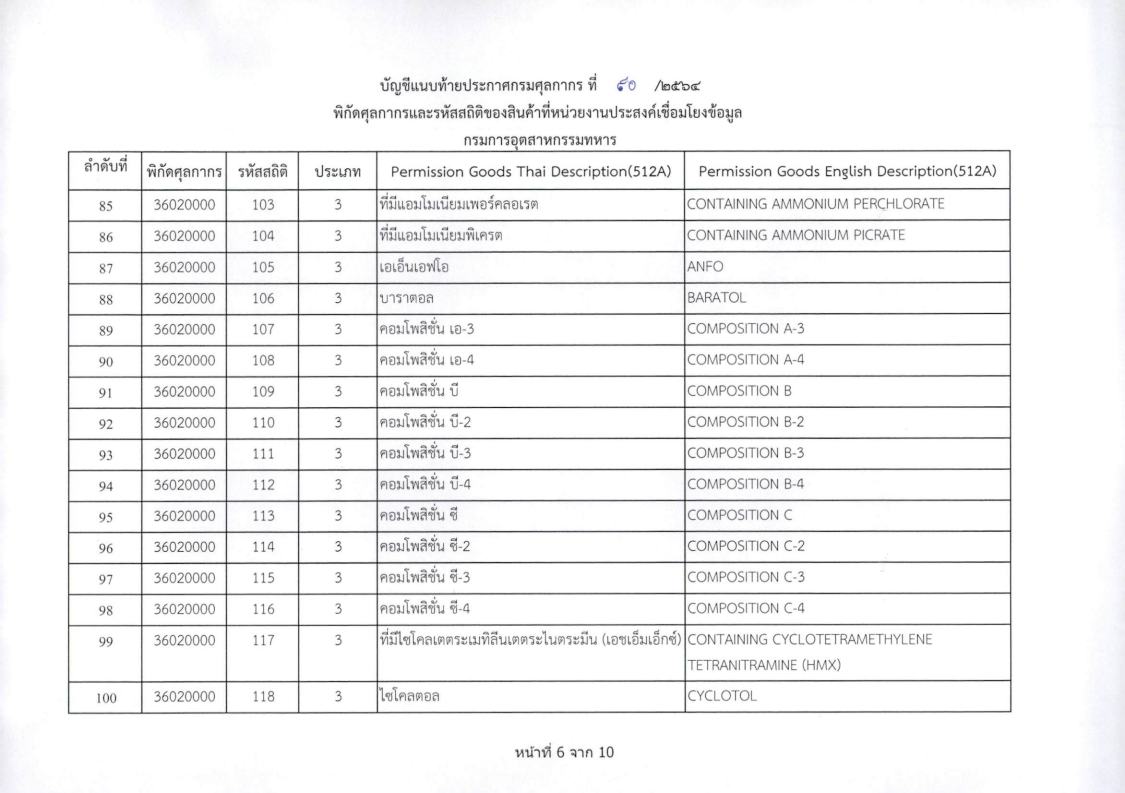 บัญชีแนบท้ายประกาศกรมศุลกากร ที่ ๙๐ /๒๕๖๔
พิกัดศุลกากรและรหัสสถิติของสินค้าที่หน่วยงานประสงค์เชื่อมโยงข้อมูล
กรมการอุตสาหกรรมทหาร
ลำดับที่ พิกัดศุลกากร รหัสสถิติ ประเภท Permission Goods Thai Description(512A) Permission Goods English Description(512A)
85 36020000 103 3 ที่มีแอมโมเนียมเพอร์คลอเรต CONTAINING AMMONIUM PERCHLORATE
86 36020000 104 3 ที่มีแอมโมเนียมพิเครต CONTAINING AMMONIUM PICRATE
87 36020000 105 3 เอเอ็นเอฟโอ ANFO
88 36020000 106 3 บาราตอล BARATOL
89 36020000 107 3 คอมโพสิชั่น เอ-3 COMPOSITION A-3
90 36020000 108 3 คอมโพสิชั่น เอ-4 COMPOSITION A-4
91 36020000 109 3 คอมโพสิชั่น บี COMPOSITION B
92 36020000 110 3 คอมโพสิชั่น บี-2 COMPOSITION B-2
93 36020000 111 3 คอมโพสิชั่น บี-3 COMPOSITION B-3
94 36020000 112 3 คอมโพสิชั่น บี-4 COMPOSITION B-4
95 36020000 113 3 คอมโพสิชั่น ซี COMPOSITION C
96 36020000 114 3 คอมโพสิชั่น ซี-2 COMPOSITION C-2
97 36020000 115 3 คอมโพสิชั่น ซี-3 COMPOSITION C-3
98 36020000 116 3 คอมโพสิชั่น ซี-4 COMPOSITION C-4
99 36020000 117 3 ที่มีไซโคลเตตระเมทิลีนเตตระไนตระมีน (เอชเอ็มเอ็กซ์) CONTAINING CYCLOTETRAMETHYLENE
TETRANITRAMINE (HMX)
100 36020000 118 3 ไซโคลตอล CYCLOTOL
หน้าที่ 6 จาก 10